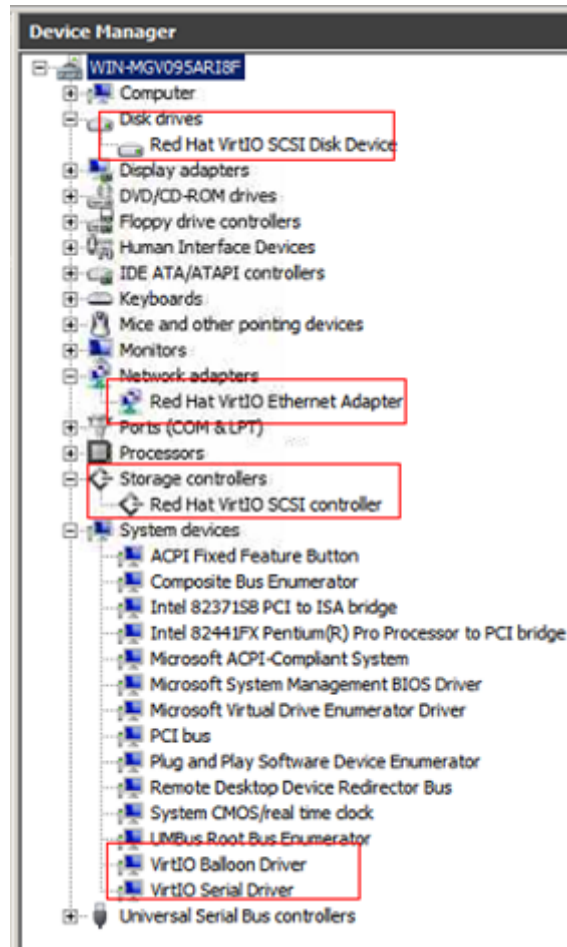 Device Manager
WIN-MGV095ARI8F
Computer
Disk drives
Red Hat VirtIO SCSI Disk Device
Display adapters
DVD/CD-ROM drives
Floppy drive controllers
Human Interface Devices
IDE ATA/ATAPI controllers
Keyboards
Mice and other pointing devices
Monitors
Network adapters
Red Hat VirtIO Ethernet Adapter
Ports (COM & LPT)
Processors
Storage controllers
Red Hat VirtIO SCSI controller
System devices
ACPI Fixed Feature Button
Composite Bus Enumerator
Intel 82371SB PCI to ISA bridge
Intel 82441FX Pentium(R) Pro Processor to PCI bridge
Microsoft ACPI-Compliant System
Microsoft System Management BIOS Driver
Microsoft Virtual Drive Enumerator Driver
PCI bus
Plug and Play Software Device Enumerator
Remote Desktop Device Redirector Bus
System CMOS/real time clock
UMBus Root Bus Enumerator
VirtIO Balloon Driver
VirtIO Serial Driver
Universal Serial Bus controllers